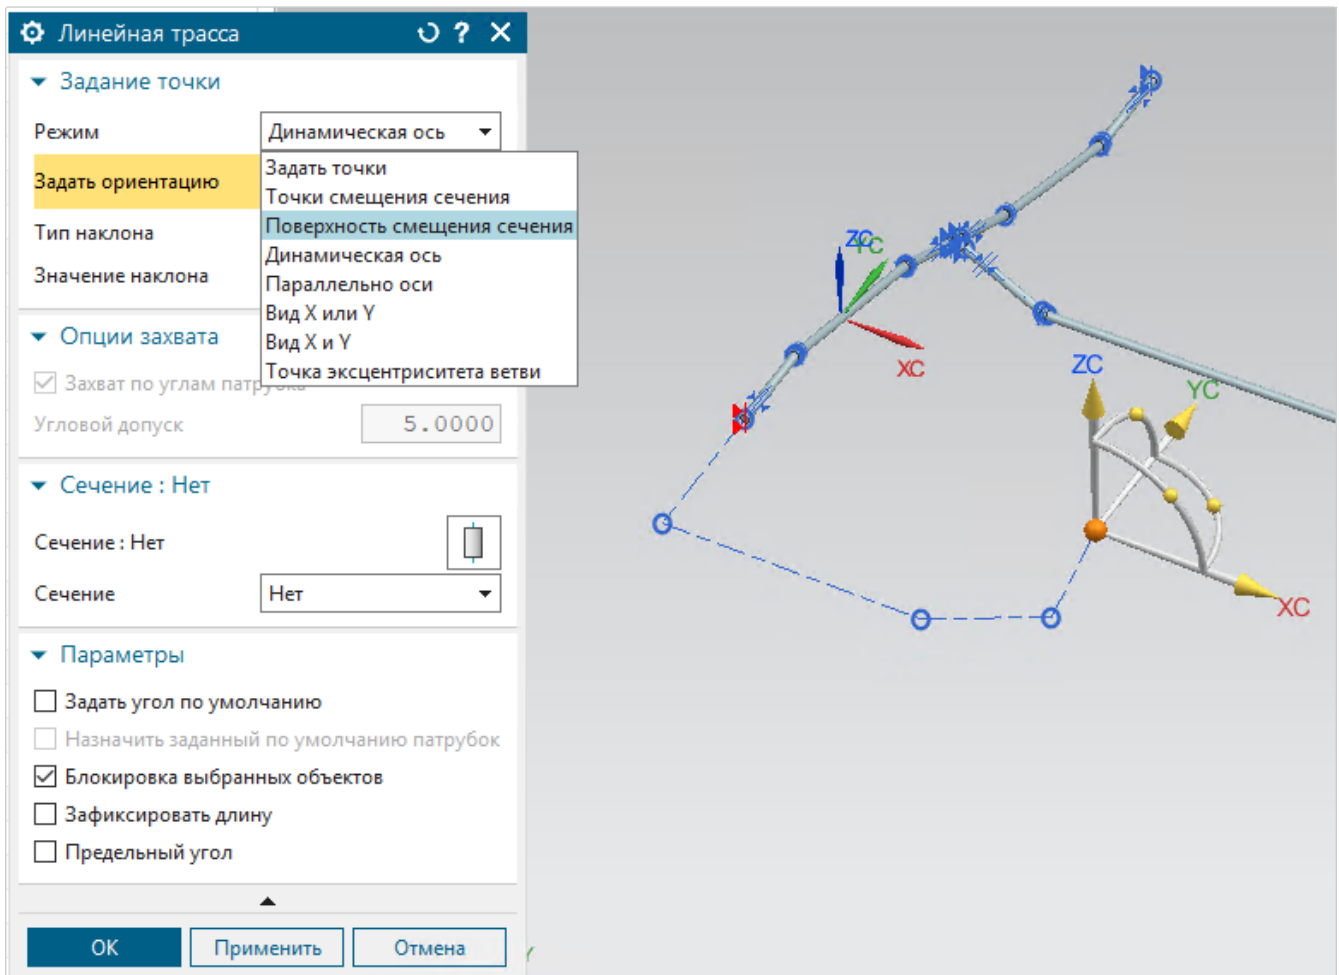 Линейная трасса
Задание точки
Режим Динамическая ось
Задать ориентацию
Тип наклона
Значение наклона
Задать точки
Точки смещения сечения
Поверхность смещения сечения
Динамическая ось
Параллельно оси
Вид X или Y
Вид X и Y
Точка эксцентриситета ветви
Опции захвата
Захват по углам патрубка
Угловой допуск 5.0000
Сечение : Нет
Сечение : Нет
Сечение Нет
Параметры
Задать угол по умолчанию
Назначить заданный по умолчанию патрубок
Блокировка выбранных объектов
Зафиксировать длину
Предельный угол
OK Применить Отмена
ZC YC
XC
ZC
YC
XC
Y